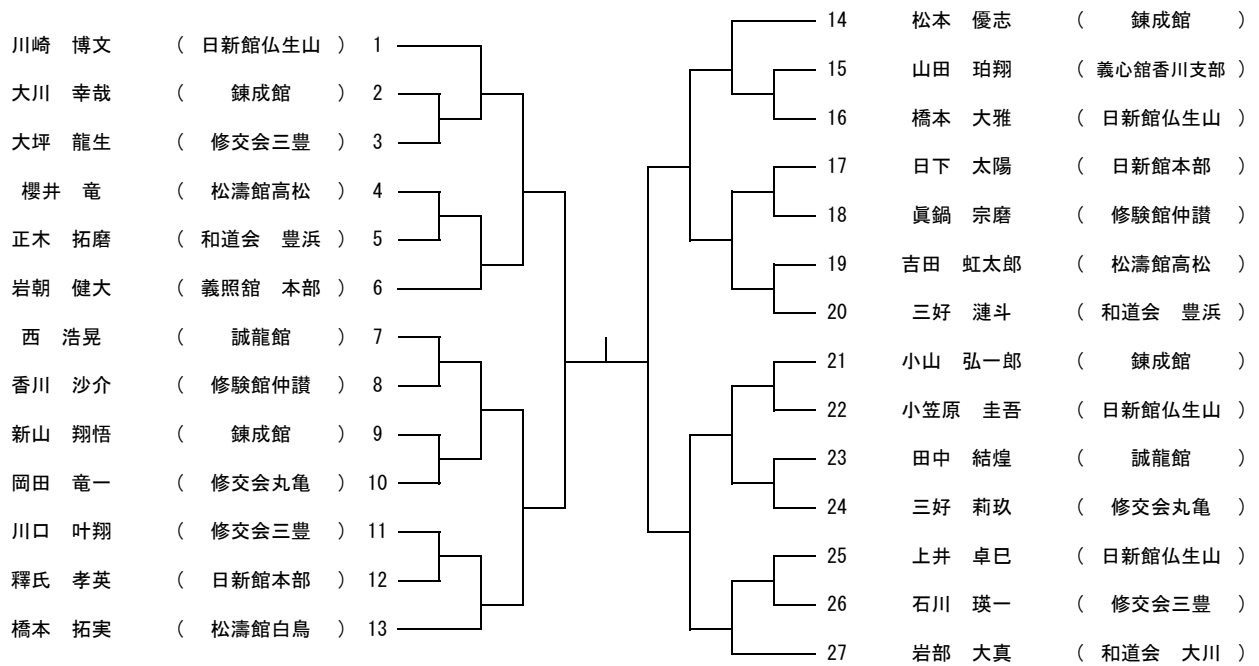 川崎　博文　（　日新館仏生山　）　1
大川　幸哉　（　錬成館　）　2
大坪　龍生　（　修交会三豊　）　3
櫻井　竜　（　松濤館高松　）　4
正木　拓磨　（　和道会　豊浜　）　5
岩朝　健大　（　義照舘　本部　）　6
西　浩晃　（　誠龍館　）　7
香川　沙介　（　修験館仲讃　）　8
新山　翔悟　（　錬成館　）　9
岡田　竜一　（　修交会丸亀　）　10
川口　叶翔　（　修交会三豊　）　11
釋氏　孝英　（　日新館本部　）　12
橋本　拓実　（　松濤館白鳥　）　13
14　松本　優志　（　錬成館　）
15　山田　珀翔　（　義心舘香川支部　）
16　橋本　大雅　（　日新館仏生山　）
17　日下　太陽　（　日新館本部　）
18　眞鍋　宗磨　（　修験館仲讃　）
19　吉田　虹太郎　（　松濤館高松　）
20　三好　漣斗　（　和道会　豊浜　）
21　小山　弘一郎　（　錬成館　）
22　小笠原　圭吾　（　日新館仏生山　）
23　田中　結煌　（　誠龍館　）
24　三好　莉玖　（　修交会丸亀　）
25　上井　卓巳　（　日新館仏生山　）
26　石川　瑛一　（　修交会三豊　）
27　岩部　大真　（　和道会　大川　）